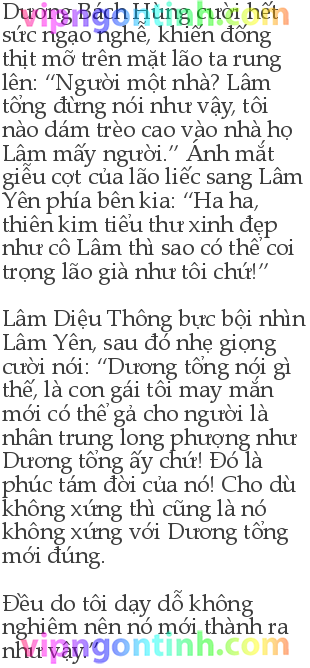 Dương Bách Hùng cười hết
sức ngạo nghễ, khiến đống
thịt mỡ trên mặt lão ta rung
lên: “Người một nhà? Lâm
tổng đừng nói như vậy, tôi
nào dám trèo cao vào nhà họ
Lâm mấy người.” Ánh mắt
giễu cợt của lão liếc sang Lâm
Yên phía bên kia: “Ha ha,
thiên kim tiểu thư xinh đẹp
như cô Lâm thì sao có thể coi
trọng lão già như tôi chứ!”
Lâm Diệu Thông bực bội nhìn
Lâm Yên, sau đó nhẹ giọng
cười nói: “Dương tổng nói gì
thế, là con gái tôi may mắn
mới có thể gả cho người là
nhân trung long phượng như
Dương tổng ấy chứ! Đó là
phúc tám đời của nó! Cho dù
không xứng thì cũng là nó
không xứng với Dương tổng
mới đúng.
Đều do tôi dạy dỗ không
nghiêm nên nó mới thành ra
như vậy.”
vipngontinh.com
vipngontinh.com